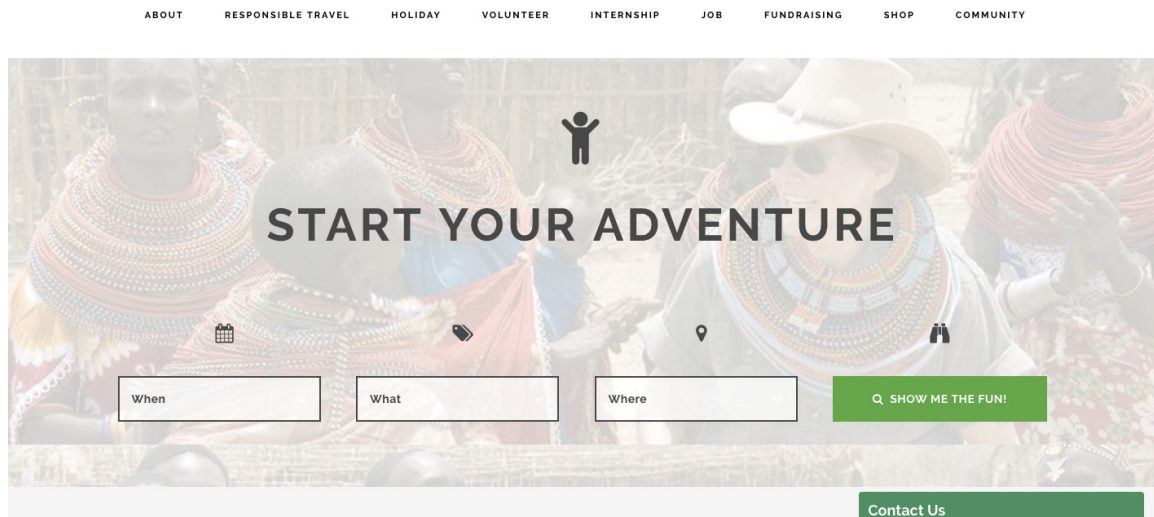 ABOUT RESPONSIBLE TRAVEL HOLIDAY VOLUNTEER INTERNSHIP JOB FUNDRAISING SHOP COMMUNITY
START YOUR ADVENTURE
When What Where SHOW ME THE FUN!
Contact Us